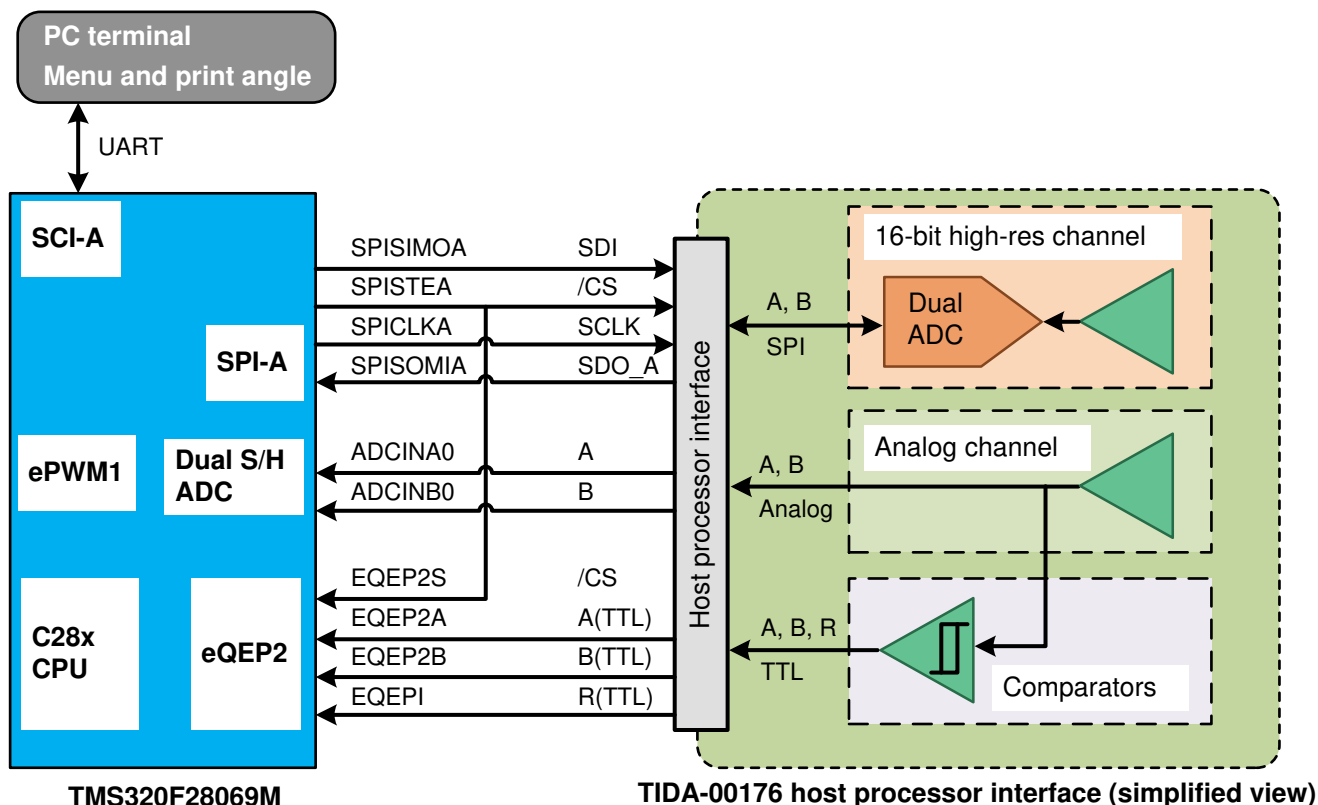 PC terminal
Menu and print angle
UART
SCI-A
SPI-A
ePWM1
Dual S/H
ADC
C28x
CPU
eQEP2
TMS320F28069M
SPISIMOA SDI
SPISTEA /CS
SPICLKA SCLK
SPISOMIA SDO_A
ADCINA0 A
ADCINB0 B
EQEP2S /CS
EQEP2A A(TTL)
EQEP2B B(TTL)
EQEPI R(TTL)
Host processor interface
16-bit high-res channel
A, B
SPI
Dual
ADC
Analog channel
A, B
Analog
A, B, R
TTL
Comparators
TIDA-00176 host processor interface (simplified view)